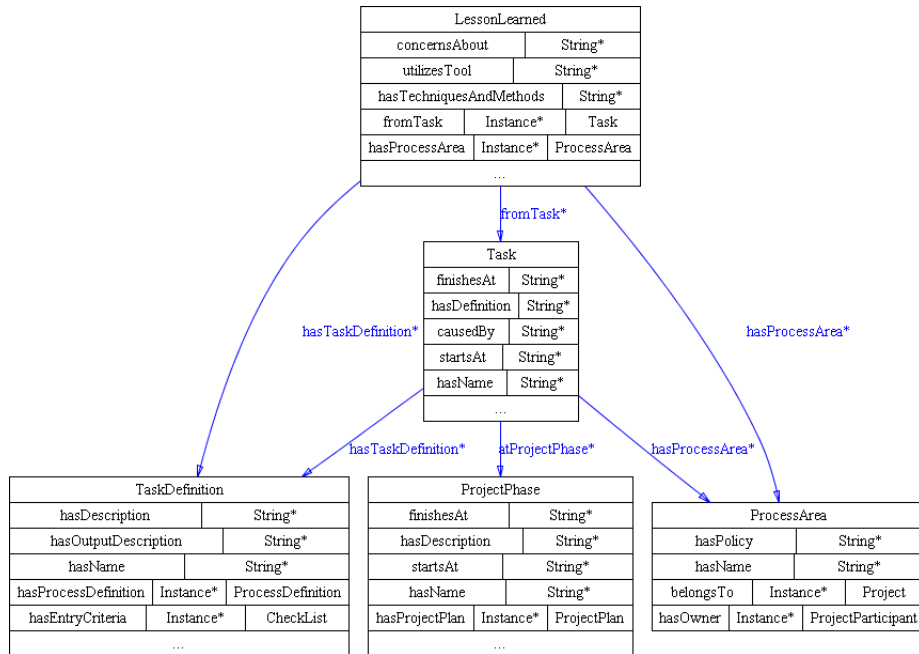 LessonLearned
concernsAbout String*
utilizesTool String*
hasTechniquesAndMethods String*
fromTask Instance* Task
hasProcessArea Instance* ProcessArea
...
fromTask*
Task
finishesAt String*
hasDefinition String*
causedBy String*
startsAt String*
hasName String*
...
hasTaskDefinition*
hasProcessArea*
hasTaskDefinition*
atProjectPhase*
hasProcessArea*
TaskDefinition
hasDescription String*
hasOutputDescription String*
hasName String*
hasProcessDefinition Instance* ProcessDefinition
hasEntryCriteria Instance* CheckList
...
ProjectPhase
finishesAt String*
hasDescription String*
startsAt String*
hasName String*
hasProjectPlan Instance* ProjectPlan
...
ProcessArea
hasPolicy String*
hasName String*
belongsTo Instance* Project
hasOwner Instance* ProjectParticipant